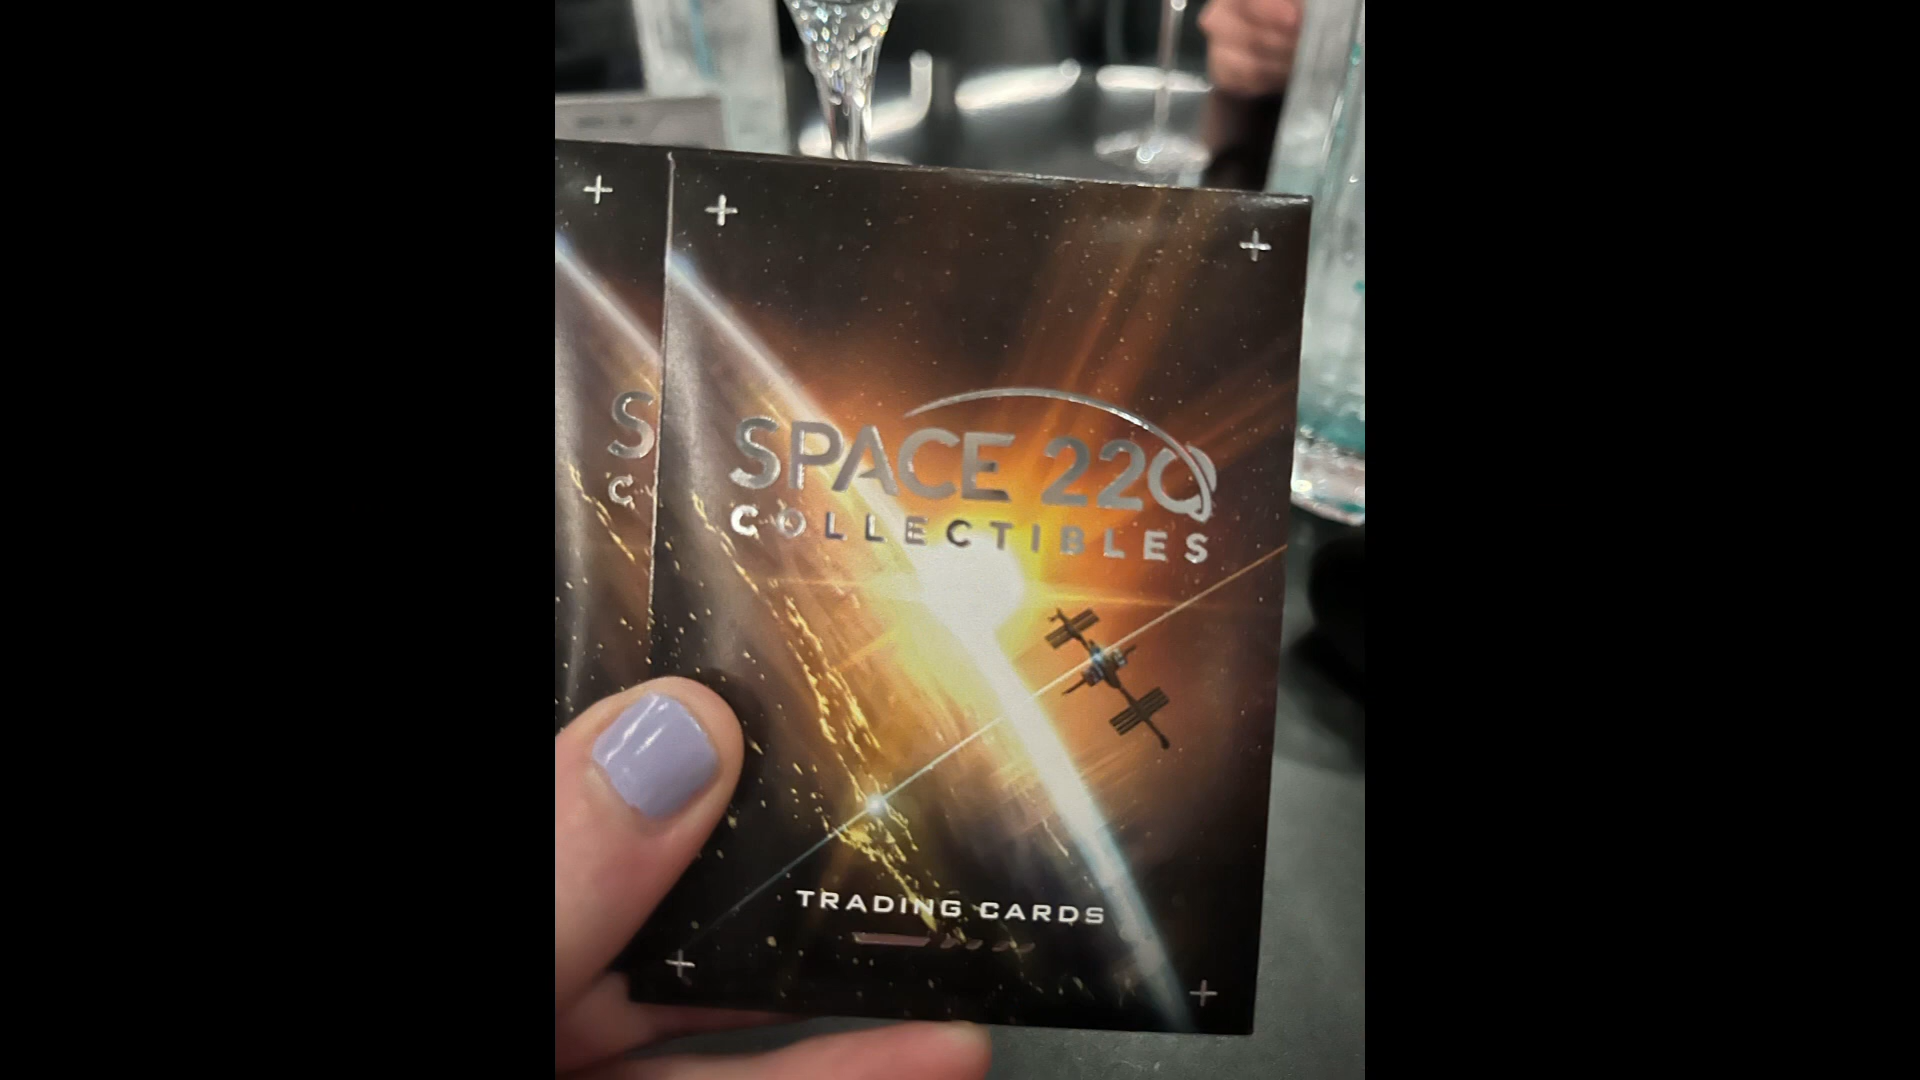 SPACE 220
COLLECTIBLES
TRADING CARDS
S
C